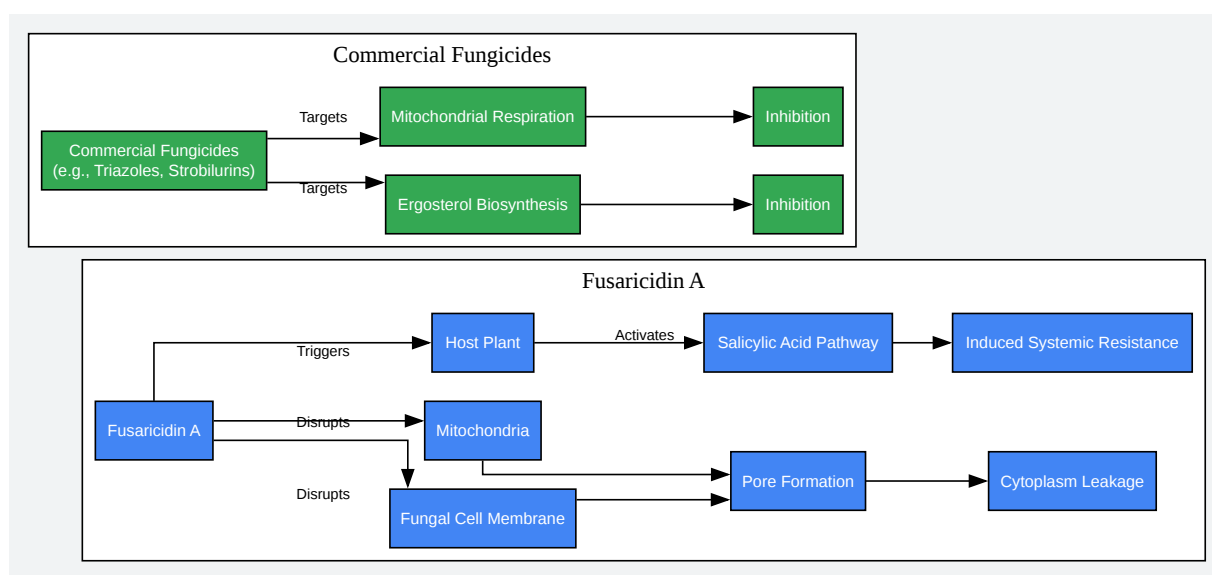 Commercial Fungicides
Commercial Fungicides
(e.g., Triazoles, Strobilurins)
Targets
Mitochondrial Respiration
Inhibition
Targets
Ergosterol Biosynthesis
Inhibition
Fusaricidin A
Fusaricidin A
Triggers
Host Plant
Activates
Salicylic Acid Pathway
Induced Systemic Resistance
Disrupts
Mitochondria
Disrupts
Fungal Cell Membrane
Pore Formation
Cytoplasm Leakage